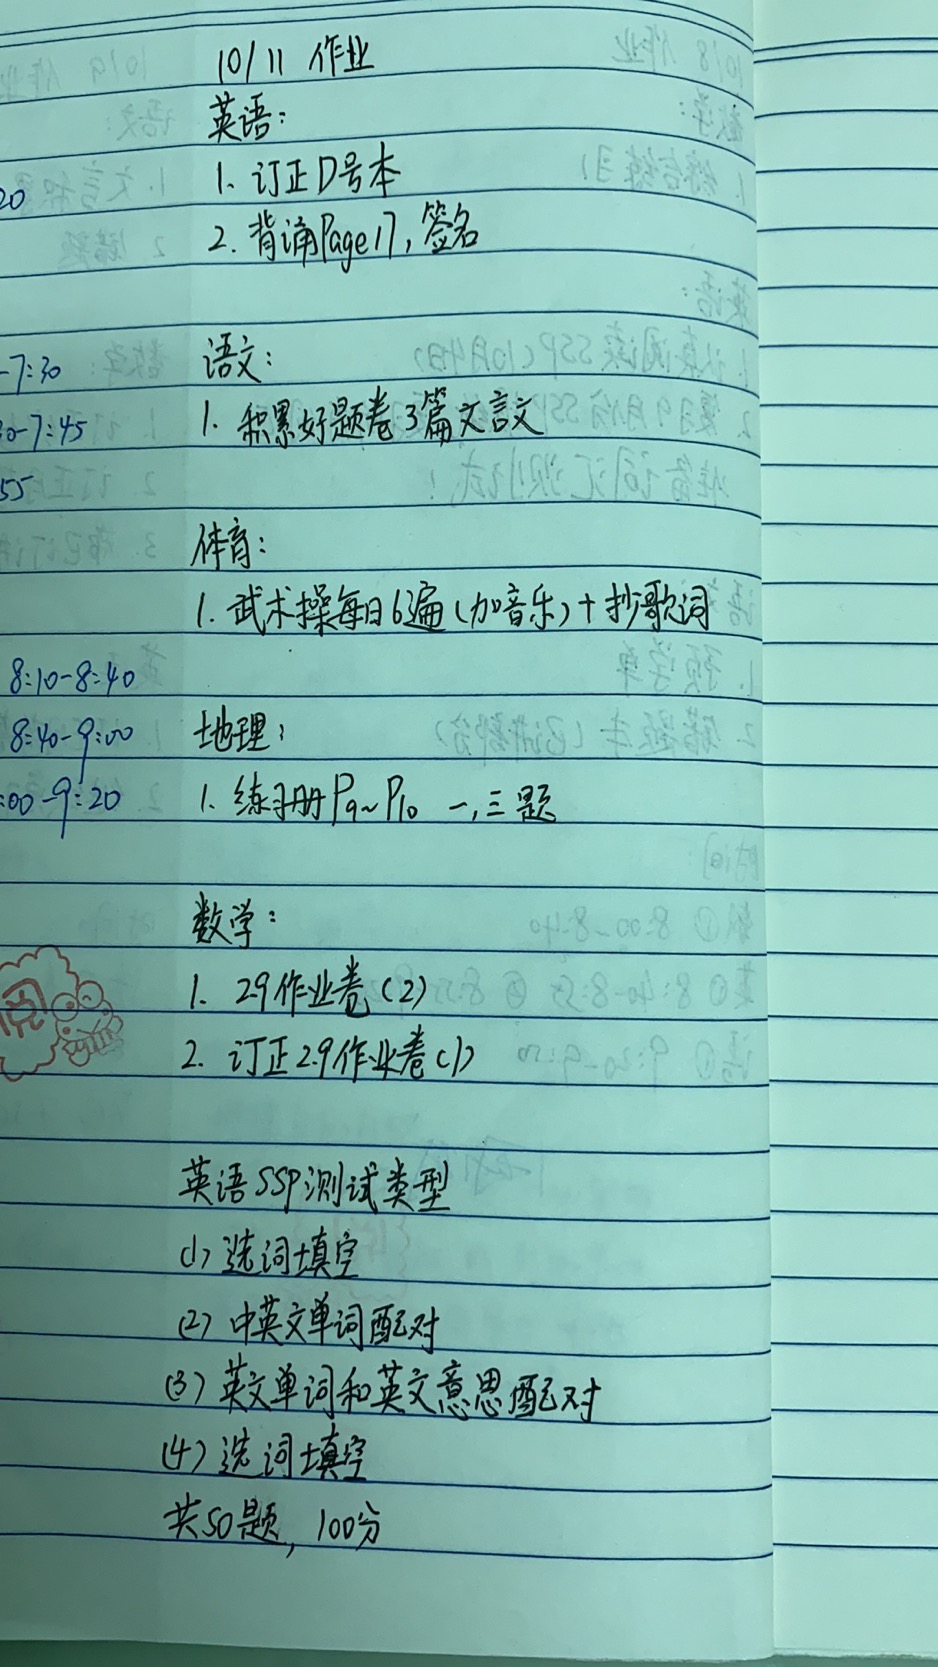 10/11 作业
英语:
1. 订正D号本
20
2. 背诵Page17, 签名
语文:
-7:30
1. 积累好题卷3篇文言文
0-7:45
55
体育:
1. 武术操每日6遍(加音乐)+抄歌词
8:10-8:40
8:40-9:00
地理:
:00-9:20
1. 练习册P9~P10 一,三题
数学:
1. 29作业卷(2)
阅
2. 订正29作业卷(1)
英语SSP测试类型
(1) 选词填空
(2) 中英文单词配对
(3) 英文单词和英文意思配对
(4) 选词填空
共50题, 100分